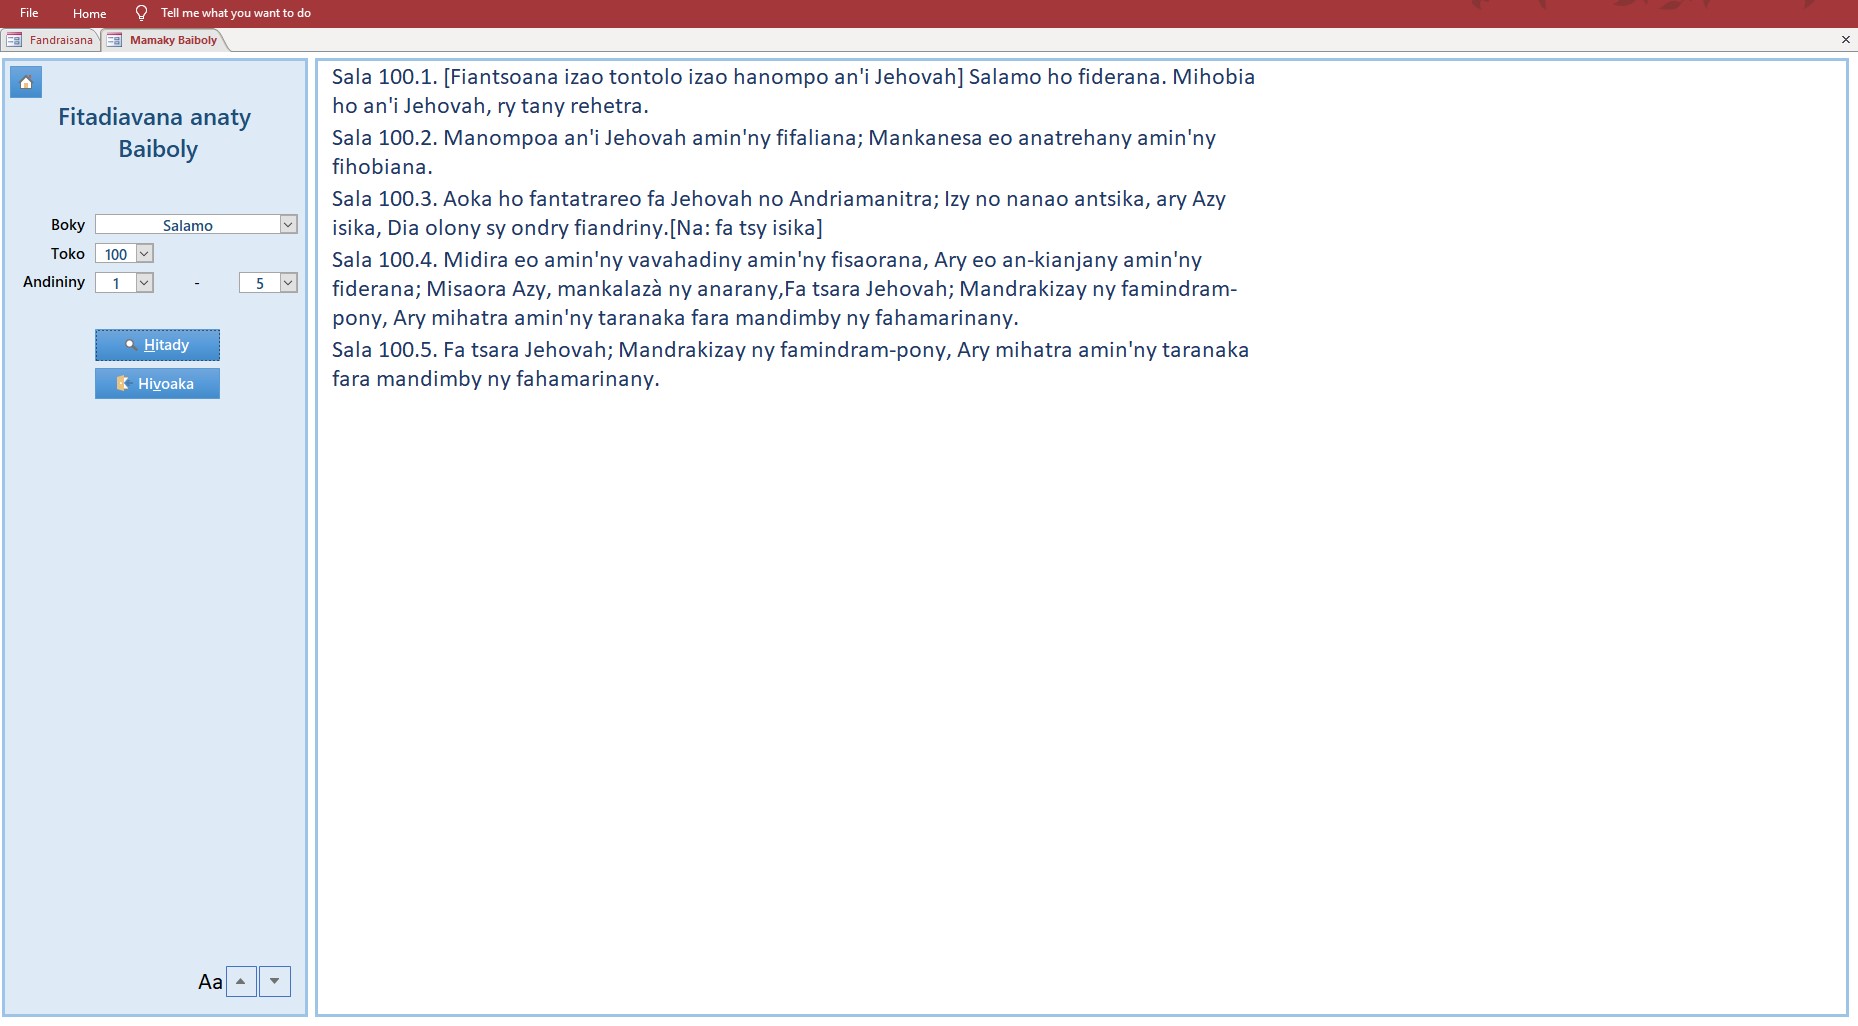 File Home Tell me what you want to do
Fandraisana Mamaky Baiboly
Fitadiavana anaty
Baiboly
Boky Salamo
Toko 100
Andininy 1 - 5
Hitady
Hivoaka
Aa
Sala 100.1. [Fiantsoana izao tontolo izao hanompo an'i Jehovah] Salamo ho fiderana. Mihobia
ho an'i Jehovah, ry tany rehetra.
Sala 100.2. Manompoa an'i Jehovah amin'ny fifaliana; Mankanesa eo anatrehany amin'ny
fihobiana.
Sala 100.3. Aoka ho fantatrareo fa Jehovah no Andriamanitra; Izy no nanao antsika, ary Azy
isika, Dia olony sy ondry fiandriny.[Na: fa tsy isika]
Sala 100.4. Midira eo amin'ny vavahadiny amin'ny fisaorana, Ary eo an-kianjany amin'ny
fiderana; Misaora Azy, mankalazà ny anarany,Fa tsara Jehovah; Mandrakizay ny famindram-
pony, Ary mihatra amin'ny taranaka fara mandimby ny fahamarinany.
Sala 100.5. Fa tsara Jehovah; Mandrakizay ny famindram-pony, Ary mihatra amin'ny taranaka
fara mandimby ny fahamarinany.